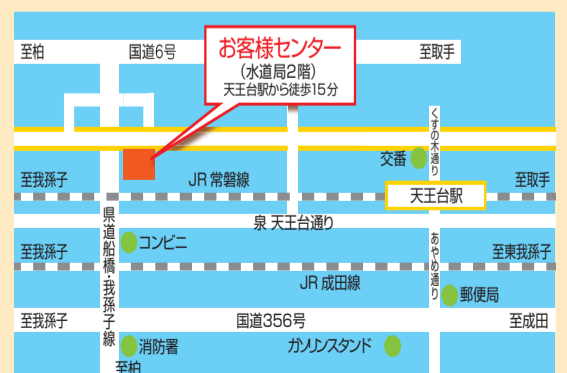 至柏
国道6号
お客様センター
(水道局2階)
天王台駅から徒歩15分
至取手
くすの木通り
交番
至我孫子
JR 常磐線
天王台駅
至取手
県道船橋・我孫子線
泉 天王台通り
至我孫子
コンビニ
あやめ通り
至東我孫子
JR 成田線
郵便局
至我孫子
国道356号
至成田
消防署
ガソリンスタンド
至柏